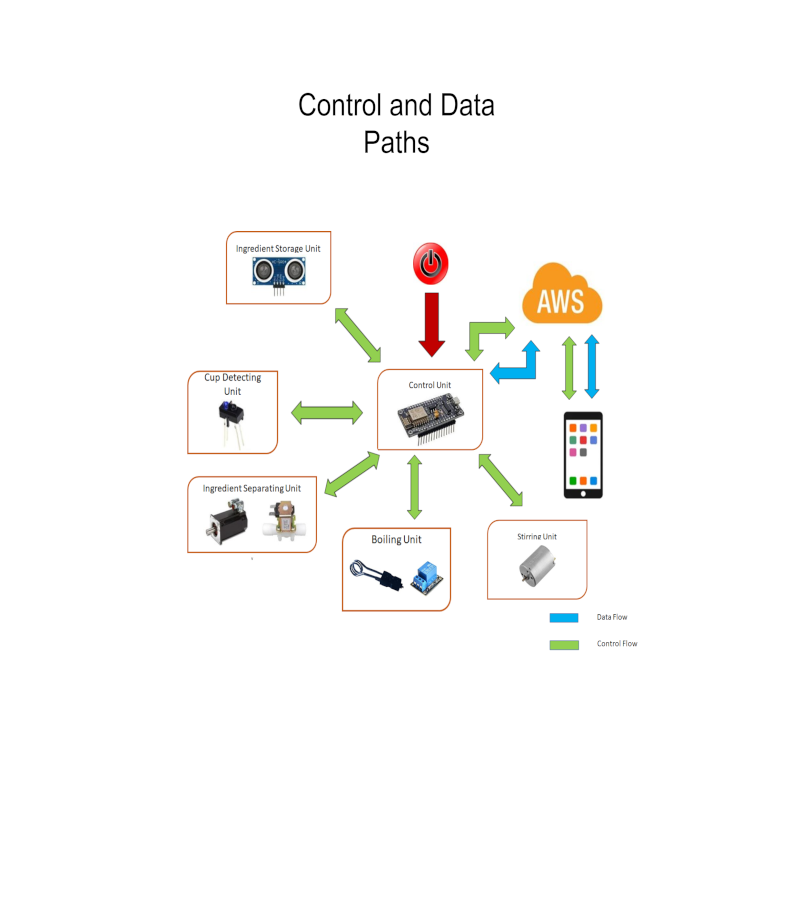 Control and Data
Paths
Ingredient Storage Unit
AWS
Cup Detecting
Unit
Control Unit
Ingredient Separating Unit
Boiling Unit
Stirring Unit
Data Flow
Control Flow